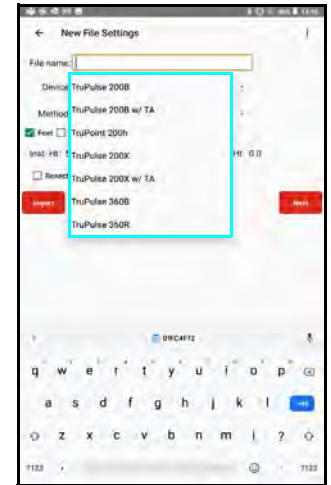 New File Settings
File name:
Device TruPulse 200B
TruPulse 200B w/ TA
Method
Feet TruPoint 200h
Inst. Ht: TruPulse 200X Ht: 0.0
TruPulse 200X w/ TA
Import TruPulse 360B Next
TruPulse 360R
q w e r t y u i o p
a s d f g h j k l
z x c v b n m ! ?
?123 , ?123